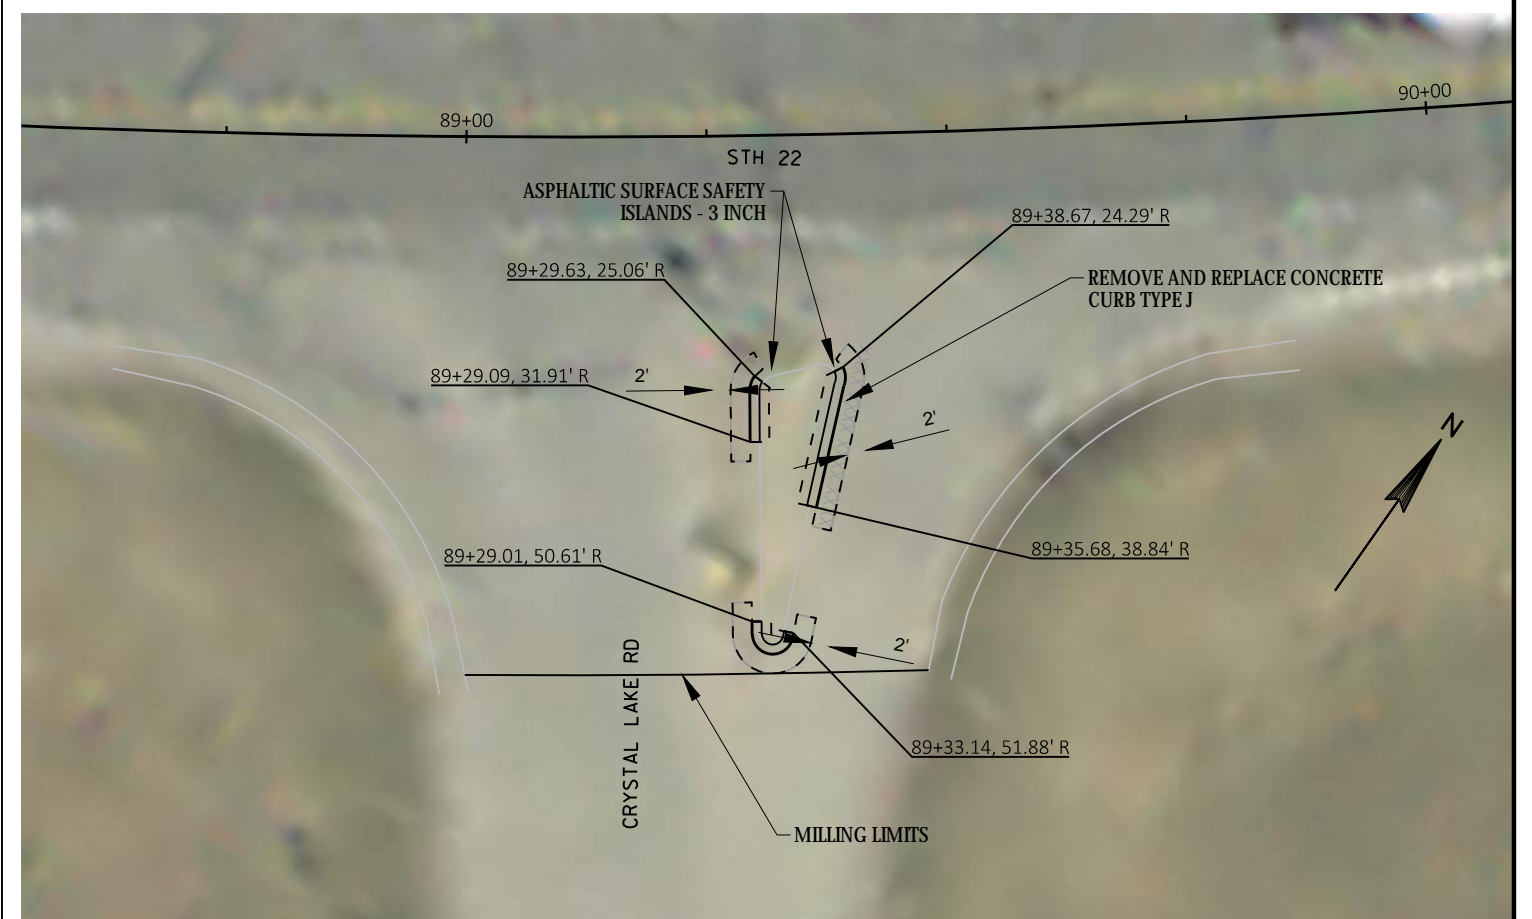 90+00
89+00
STH 22
ASPHALTIC SURFACE SAFETY
ISLANDS - 3 INCH
89+38.67, 24.29' R
89+29.63, 25.06' R
REMOVE AND REPLACE CONCRETE
CURB TYPE J
89+29.09, 31.91' R
2'
2'
N
89+35.68, 38.84' R
89+29.01, 50.61' R
2'
CRYSTAL LAKE RD
89+33.14, 51.88' R
MILLING LIMITS